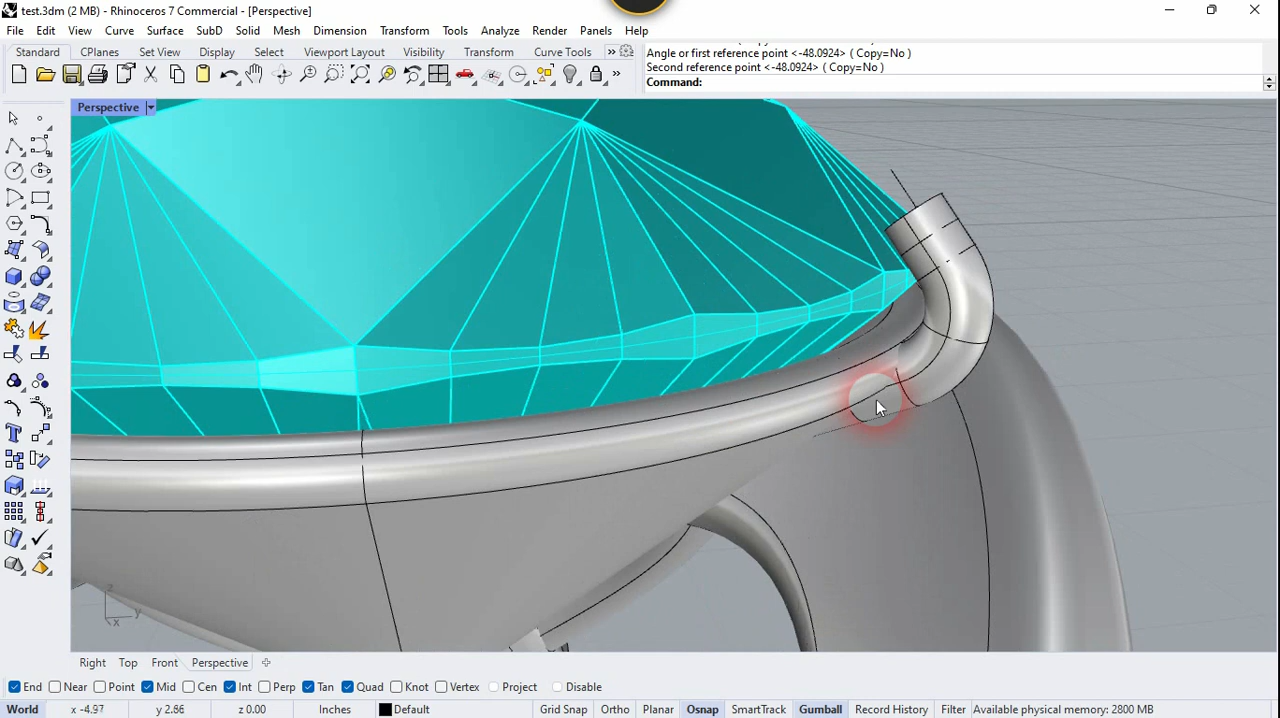 test.3dm (2 MB) - Rhinoceros 7 Commercial - [Perspective]
File Edit View Curve Surface SubD Solid Mesh Dimension Transform Tools Analyze Render Panels Help
Standard CPlanes Set View Display Select Viewport Layout Visibility Transform Curve Tools »
Angle or first reference point <-48.0924> ( Copy=No )
Second reference point <-48.0924> ( Copy=No )
Command:
Perspective
z
y
x
Right Top Front Perspective
End Near Point Mid Cen Int Perp Tan Quad Knot Vertex Project Disable
World x -4.97 y 2.86 z 0.00 Inches Default Grid Snap Ortho Planar Osnap SmartTrack Gumball Record History Filter Available physical memory: 2800 MB